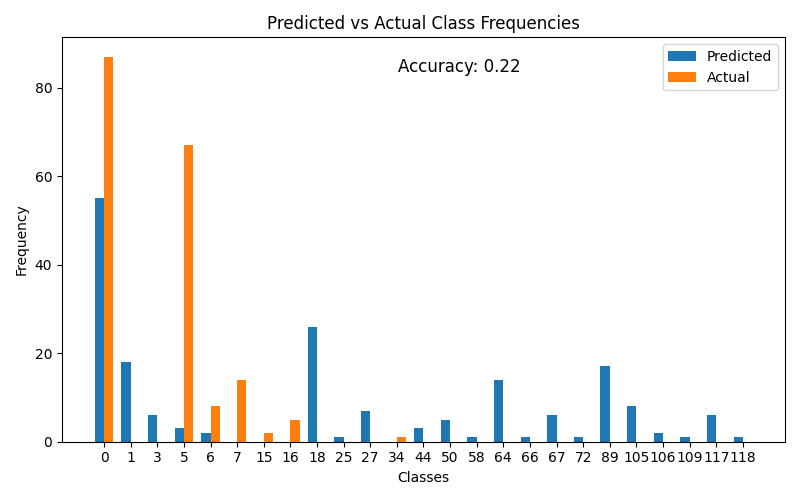 Predicted vs Actual Class Frequencies
Accuracy: 0.22
Predicted
Actual
Frequency
80
60
40
20
0
0 1 3 5 6 7 15 16 18 25 27 34 44 50 58 64 66 67 72 89 105 106 109 117 118
Classes